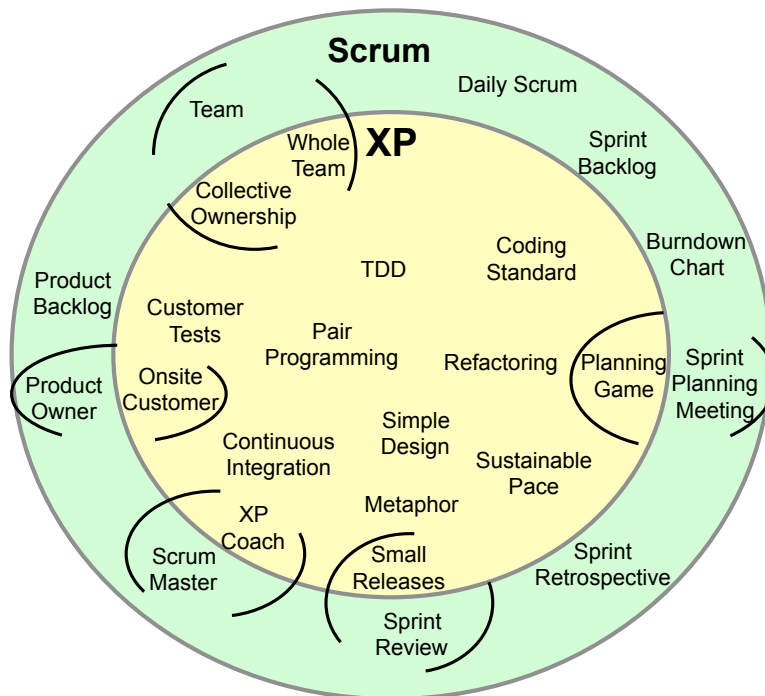 Scrum
Daily Scrum
Team
XP
Whole
Team
Sprint
Backlog
Collective
Ownership
Coding
Standard
Burndown
Chart
TDD
Product
Backlog
Customer
Tests
Pair
Programming
Refactoring
Planning
Game
Sprint
Planning
Meeting
Product
Owner
Onsite
Customer
Simple
Design
Continuous
Integration
Sustainable
Pace
Metaphor
XP
Coach
Scrum
Master
Small
Releases
Sprint
Retrospective
Sprint
Review